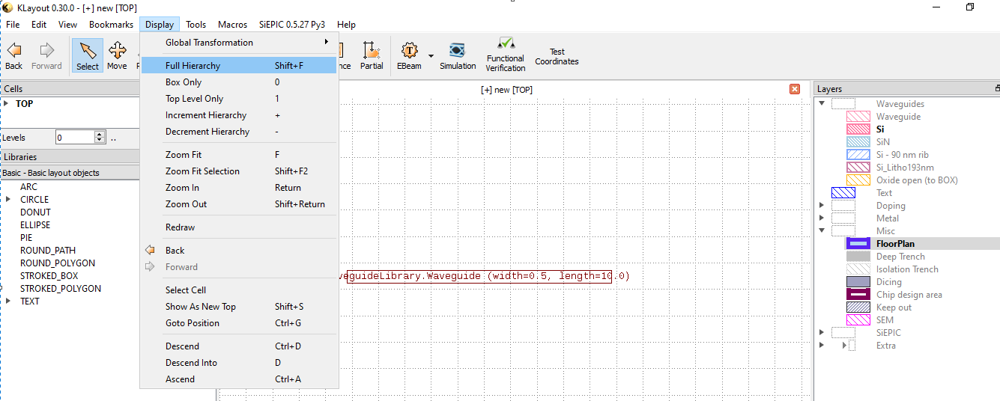 KLayout 0.30.0 - [+] new [TOP]
File Edit View Bookmarks Display Tools Macros SiEPIC 0.5.27 Py3 Help
Back Forward Select Move Partial EBeam Simulation Functional Verification Test Coordinates
Cells
TOP
Levels 0 ..
Libraries
Basic - Basic layout objects
ARC
CIRCLE
DONUT
ELLIPSE
PIE
ROUND_PATH
ROUND_POLYGON
STROKED_BOX
STROKED_POLYGON
TEXT
Global Transformation
Full Hierarchy Shift+F
Box Only 0
Top Level Only 1
Increment Hierarchy +
Decrement Hierarchy -
Zoom Fit F
Zoom Fit Selection Shift+F2
Zoom In Return
Zoom Out Shift+Return
Redraw
Back
Forward
Select Cell
Show As New Top Shift+S
Goto Position Ctrl+G
Descend Ctrl+D
Descend Into D
Ascend Ctrl+A
[+] new [TOP]
veguideLibrary.Waveguide (width=0.5, length=10.0)
Layers
Waveguides
Waveguide
Si
SiN
Si - 90 nm rib
Si_Litho193nm
Oxide open (to BOX)
Text
Doping
Metal
Misc
FloorPlan
Deep Trench
Isolation Trench
Dicing
Chip design area
Keep out
SEM
SiEPIC
Extra